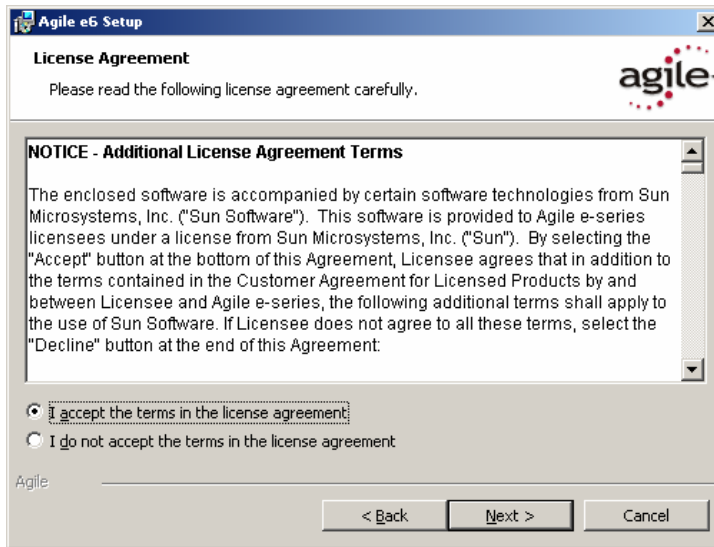 Agile e6 Setup
License Agreement
Please read the following license agreement carefully.
agile
NOTICE - Additional License Agreement Terms
The enclosed software is accompanied by certain software technologies from Sun
Microsystems, Inc. ("Sun Software").  This software is provided to Agile e-series
licensees under a license from Sun Microsystems, Inc. ("Sun").  By selecting the
"Accept" button at the bottom of this Agreement, Licensee agrees that in addition to
the terms contained in the Customer Agreement for Licensed Products by and
between Licensee and Agile e-series, the following additional terms shall apply to
the use of Sun Software. If Licensee does not agree to all these terms, select the
"Decline" button at the end of this Agreement:
I accept the terms in the license agreement
I do not accept the terms in the license agreement
Agile
< Back Next > Cancel